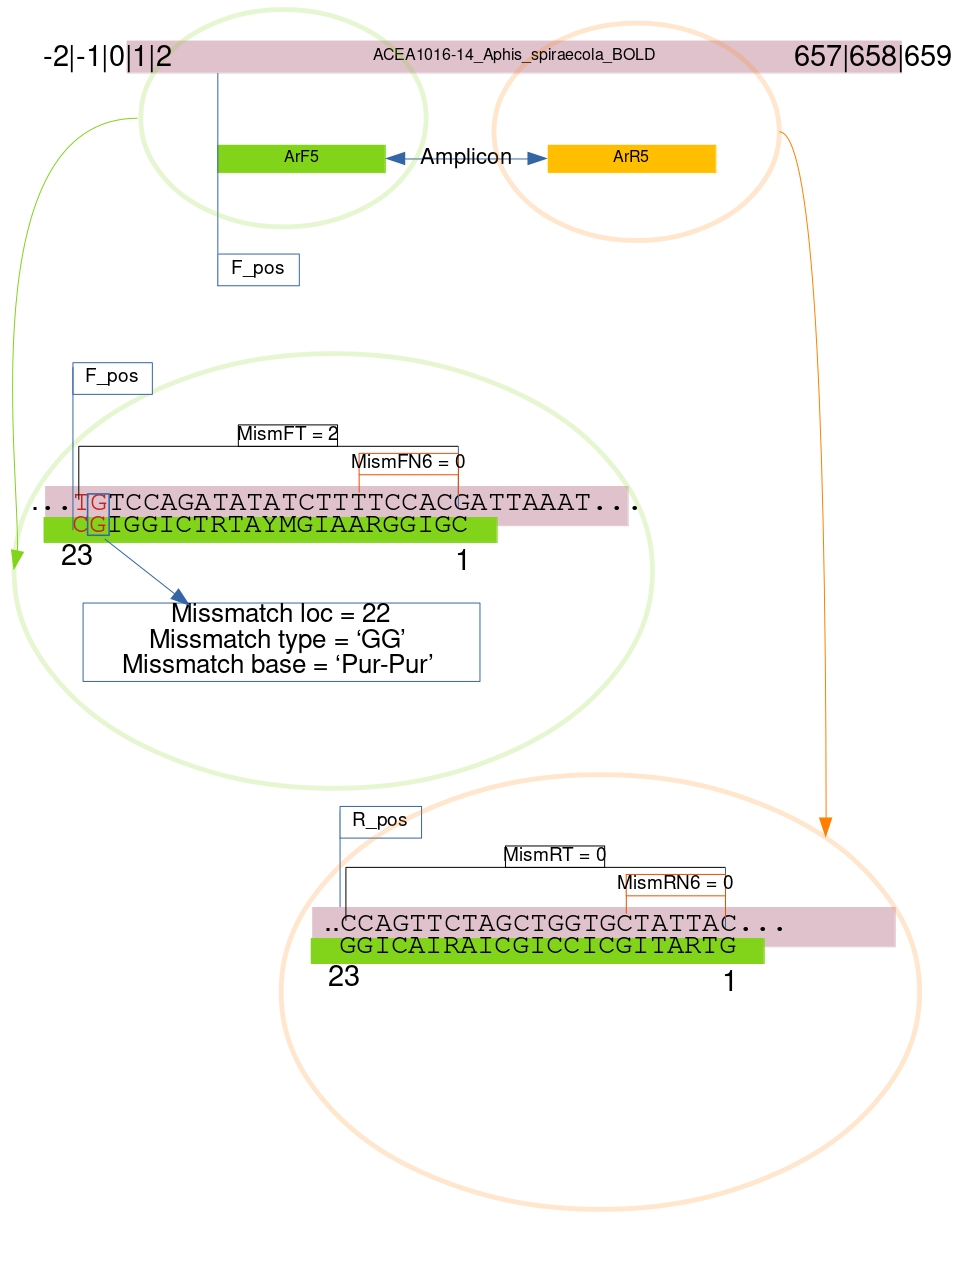 -2|-1|0|1|2
ACEA1016-14_Aphis_spiraecola_BOLD
657|658|659
ArF5
Amplicon
ArR5
F_pos
F_pos
MismFT = 2
MismFN6 = 0
...TGTCCAGATATATCTTTTCCACGATTAAAT...
CGIGGICTRTAYMGIAARGGIGC
23
1
Missmatch loc = 22
Missmatch type = ‘GG’
Missmatch base = ‘Pur-Pur’
R_pos
MismRT = 0
MismRN6 = 0
..CCAGTTCTAGCTGGTGCTATTAC...
GGICAIRAICGICCICGITARTG
23
1